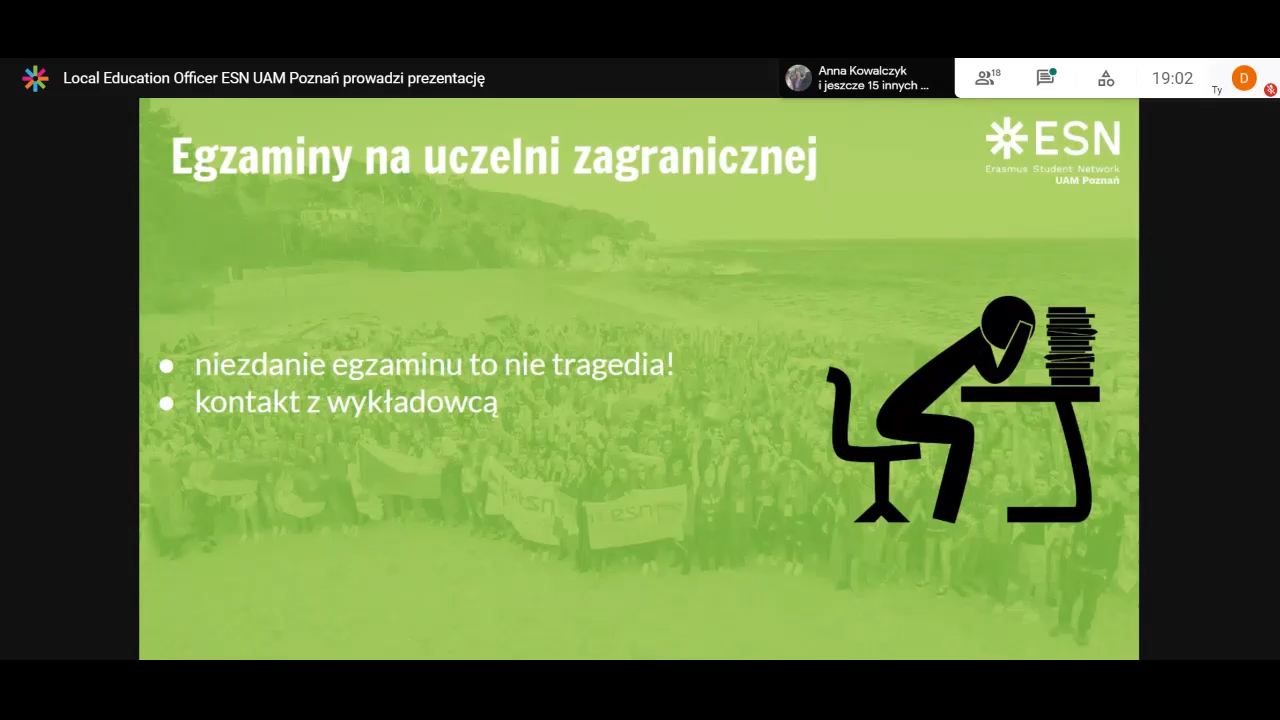 Local Education Officer ESN UAM Poznań prowadzi prezentację
Anna Kowalczyk
i jeszcze 15 innych ...
18
19:02
Ty
D
Egzaminy na uczelni zagranicznej
ESN
Erasmus Student Network
UAM Poznań
● niezdanie egzaminu to nie tragedia!
● kontakt z wykładowcą
esn
esn